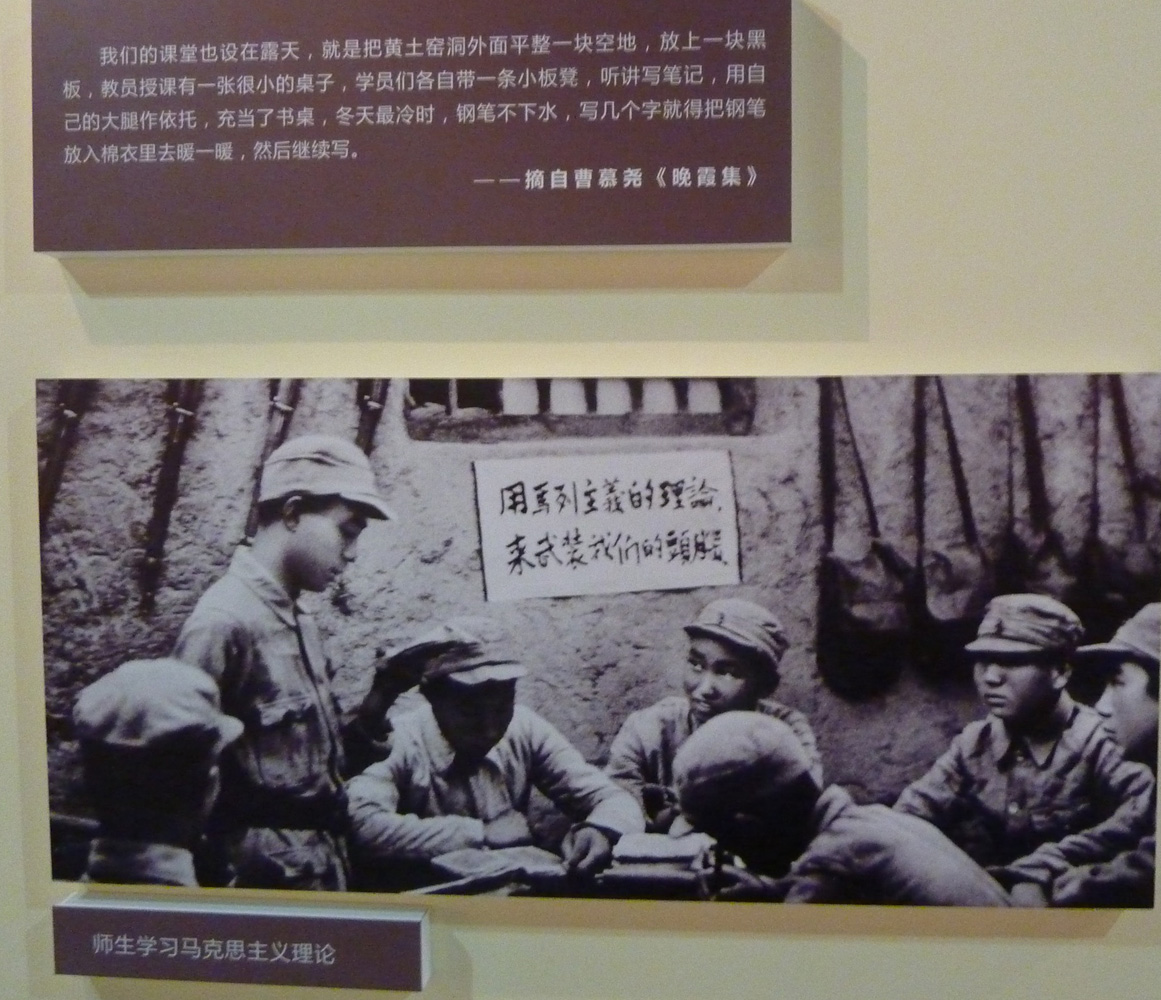 我们的课堂也设在露天，就是把黄土窑洞外面平整一块空地，放上一块黑
板，教员授课有一张很小的桌子，学员们各自带一条小板凳，听讲写笔记，用自
己的大腿作依托，充当了书桌，冬天最冷时，钢笔不下水，写几个字就得把钢笔
放入棉衣里去暖一暖，然后继续写。
——摘自曹慕尧《晚霞集》
用馬列主義的理論，
来武装我们的頭腦。
师生学习马克思主义理论